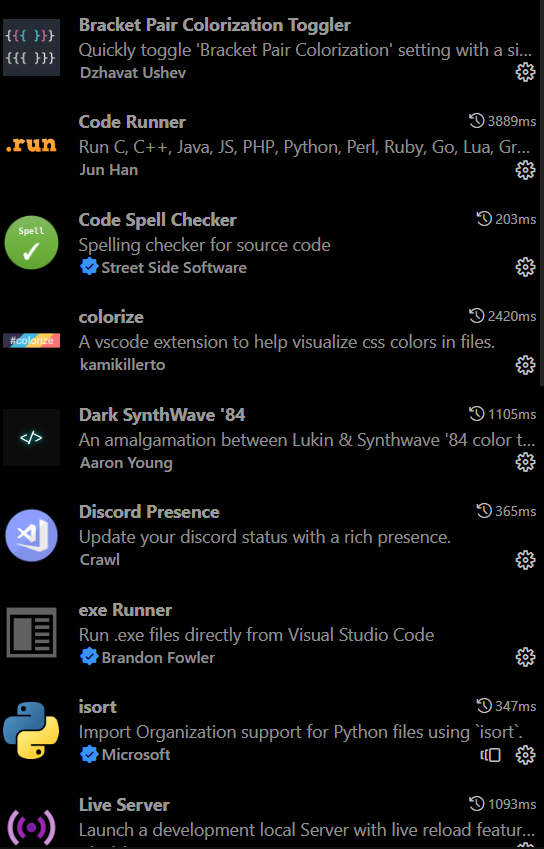 {{{ }}}
{{{ }}}
Bracket Pair Colorization Toggler
Quickly toggle 'Bracket Pair Colorization' setting with a si...
Dzhavat Ushev
.run
Code Runner
3889ms
Run C, C++, Java, JS, PHP, Python, Perl, Ruby, Go, Lua, Gr...
Jun Han
Spell
Code Spell Checker
203ms
Spelling checker for source code
Street Side Software
#colorize
colorize
2420ms
A vscode extension to help visualize css colors in files.
kamikillerto
</>
Dark SynthWave '84
1105ms
An amalgamation between Lukin & Synthwave '84 color t...
Aaron Young
Discord Presence
365ms
Update your discord status with a rich presence.
Crawl
exe Runner
Run .exe files directly from Visual Studio Code
Brandon Fowler
isort
347ms
Import Organization support for Python files using `isort`.
Microsoft
Live Server
1093ms
Launch a development local Server with live reload featur...